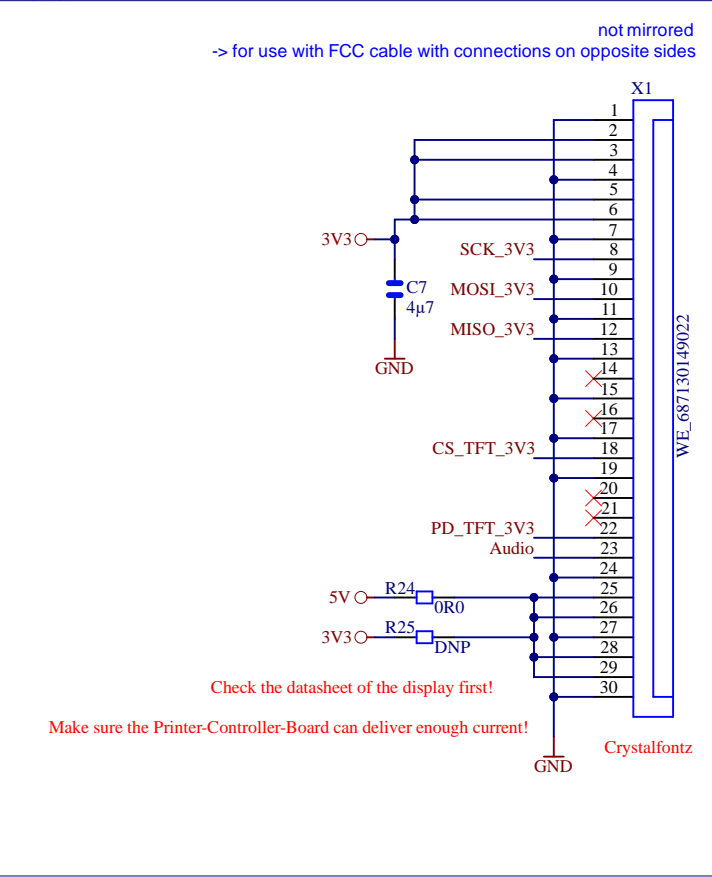 not mirrored
-> for use with FCC cable with connections on opposite sides
X1
1
2
3
4
5
6
7
3V3
SCK_3V3
8
9
C7
MOSI_3V3
10
4µ7
11
MISO_3V3
12
13
GND
14
15
16
17
CS_TFT_3V3
18
19
20
21
PD_TFT_3V3
22
Audio
23
24
5V
R24
0R0
25
26
3V3
R25
DNP
27
28
29
30
WE_687130149022
Check the datasheet of the display first!
Make sure the Printer-Controller-Board can deliver enough current!
Crystalfontz
GND